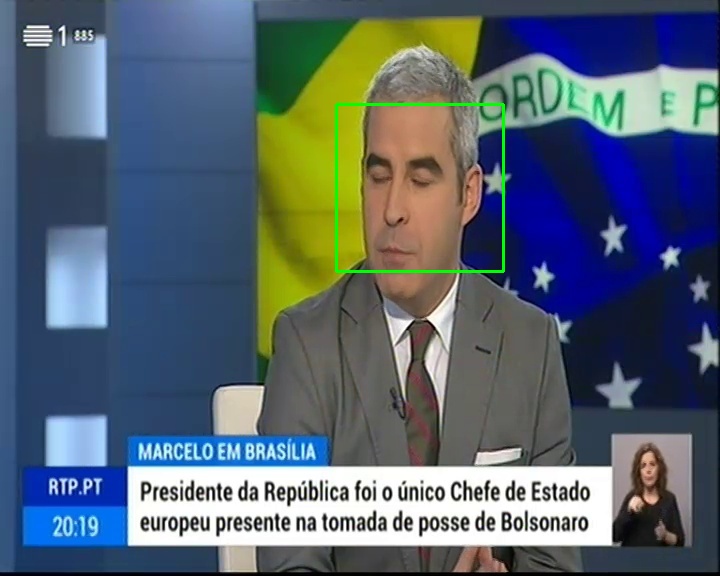 1 885
ORDEM E P
MARCELO EM BRASÍLIA
RTP.PT
Presidente da República foi o único Chefe de Estado
20:19
europeu presente na tomada de posse de Bolsonaro